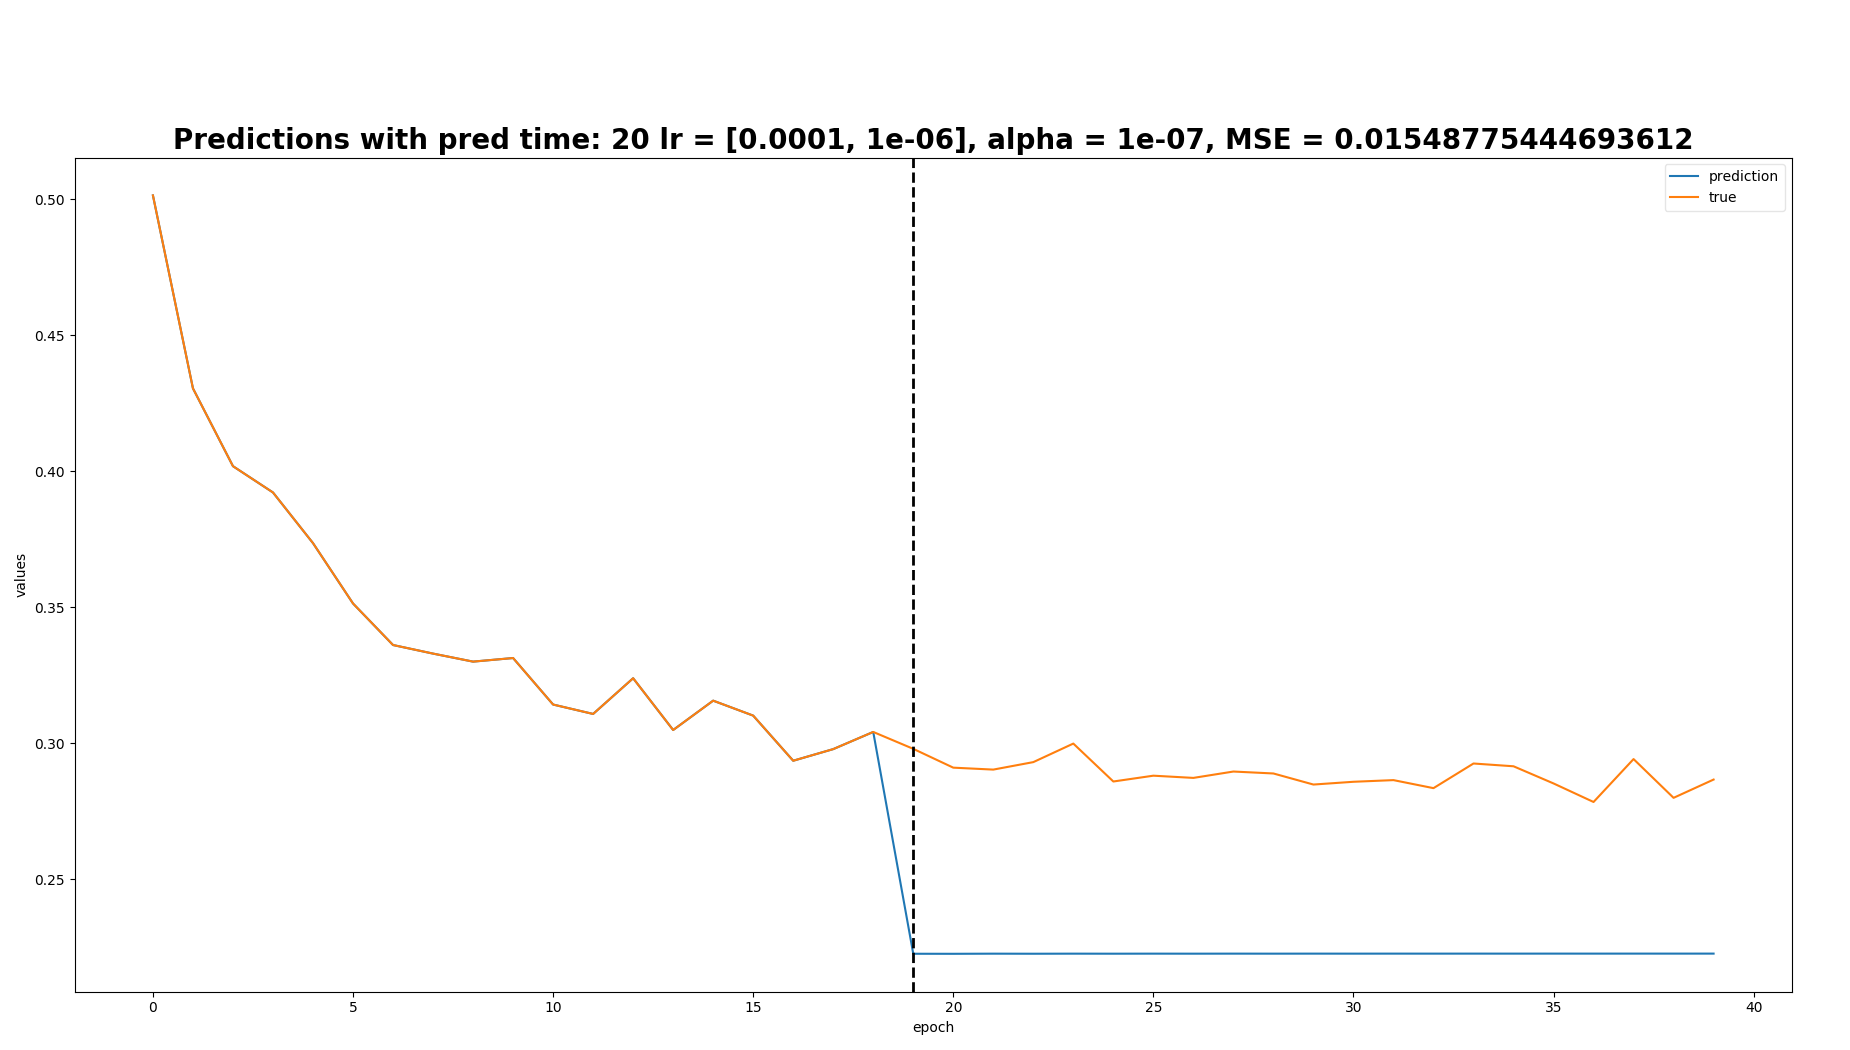 Predictions with pred time: 20 lr = [0.0001, 1e-06], alpha = 1e-07, MSE = 0.01548775444693612
prediction
true
0.50
0.45
0.40
0.35
0.30
0.25
values
0 5 10 15 20 25 30 35 40
epoch